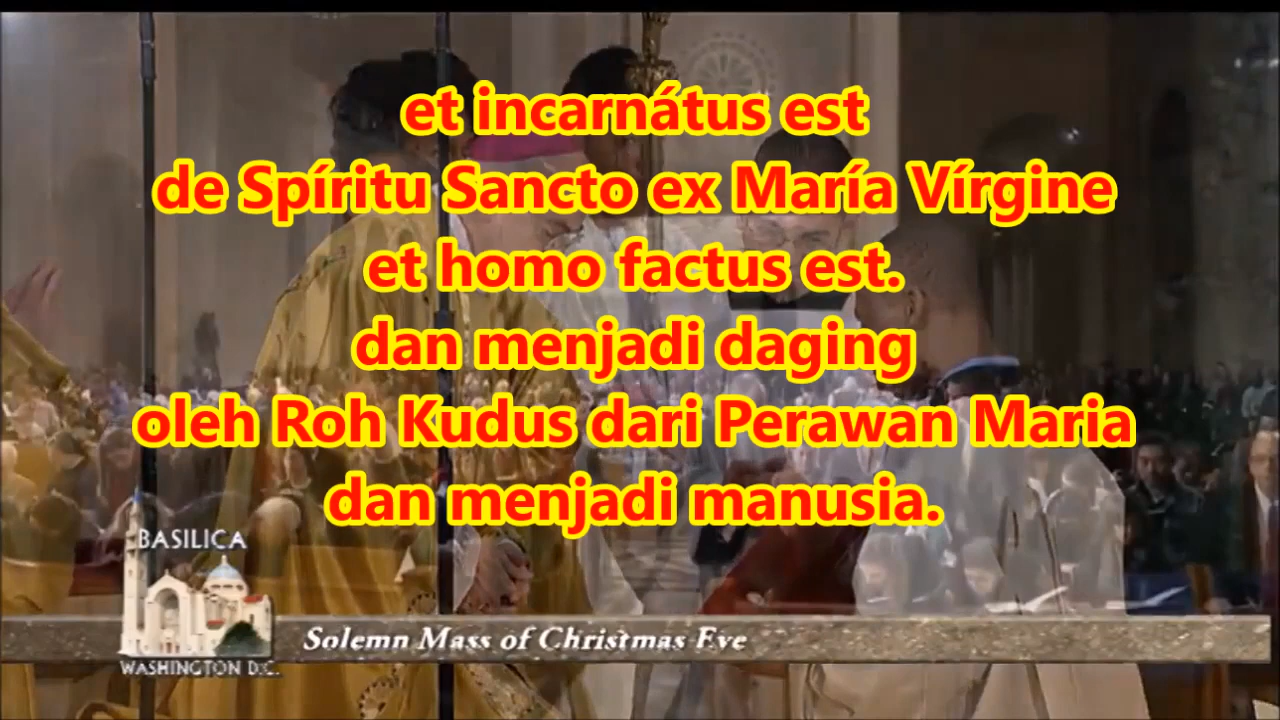 et incarnátus est
de Spíritu Sancto ex María Vírgine
et homo factus est.
dan menjadi daging
oleh Roh Kudus dari Perawan Maria
dan menjadi manusia.
BASILICA
WASHINGTON D.C.
Solemn Mass of Christmas Eve